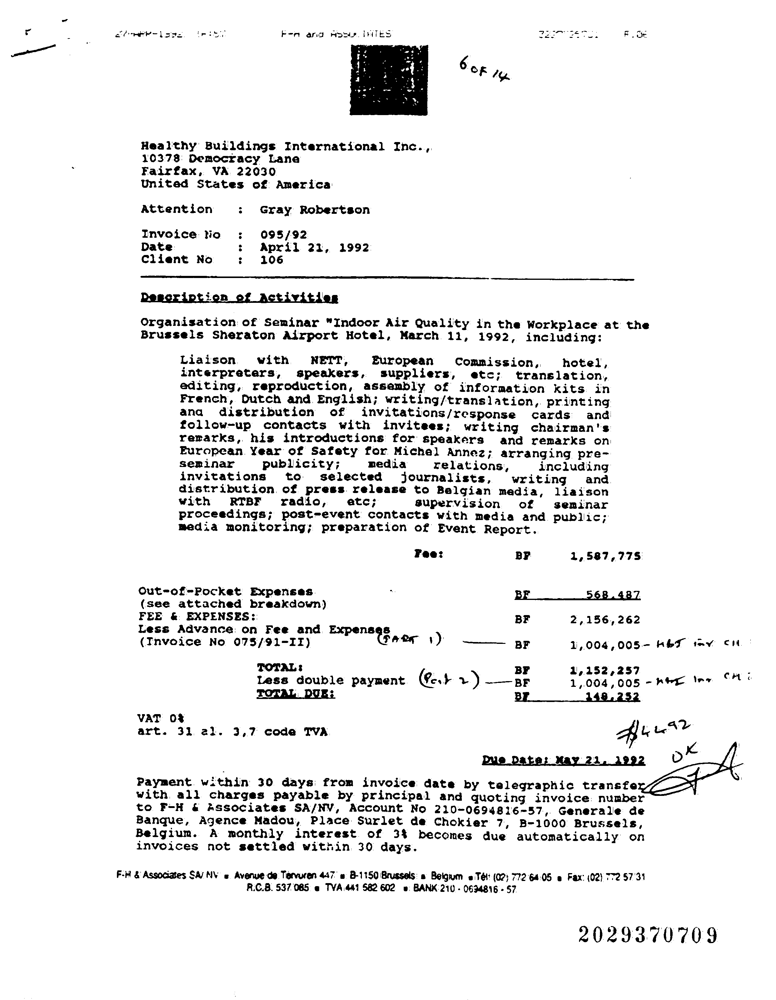 F-H and
6 OF 14
Healthy Buildings International Inc.,
10378 Democracy Lane
Fairfax, VA 22030
United States of America
Attention : Gray Robertson
Invoice No : 095/92
Date : April 21, 1992
Client No : 106
Description of Activities
Organisation of Seminar "Indoor Air Quality in the Workplace at the
Brussels Sheraton Airport Hotel, March 11, 1992, including:
Liaison with NETT, European Commission, hotel,
interpreters, speakers, suppliers, etc; translation,
editing, reproduction, assembly of information kits in
French, Dutch and English; writing/translation, printing
and distribution of invitations/response cards and
follow-up contacts with invitees; writing chairman's
remarks, his introductions for speakers and remarks on
European Year of Safety for Michel Annez; arranging pre-
seminar publicity; media relations, including
invitations to selected journalists, writing and
distribution of press release to Belgian media, liaison
with RTBF radio, etc; supervision of seminar
proceedings; post-event contacts with media and public;
media monitoring; preparation of Event Report.
Fee: BF 1,587,775
Out-of-Pocket Expenses BF 568.487
(see attached breakdown)
FEE & EXPENSES: BF 2,156,262
Less Advance on Fee and Expenses
(Invoice No 075/91-II) (PART 1) BF 1,004,005 - HBI inv CH
TOTAL: BF 1,152,257
Less double payment (Part 2) BF 1,004,005 - HBI inv CH
TOTAL DUE: BF 148.252
VAT 0%
art. 31 al. 3,7 code TVA
#4492
OK
Due Date: May 21, 1992
Payment within 30 days from invoice date by telegraphic transfer
with all charges payable by principal and quoting invoice number
to F-H & Associates SA/NV, Account No 210-0694816-57, Generale de
Banque, Agence Madou, Place Surlet de Chokier 7, B-1000 Brussels,
Belgium. A monthly interest of 3% becomes due automatically on
invoices not settled within 30 days.
F-H & Associates SA/NV • Avenue de Tervuren 447 • B-1150 Brussels • Belgium • Tél: (02) 772 64 05 • Fax: (02) 772 57 31
R.C.B. 537 085 • TVA 441 582 602 • BANK 210 - 0694816 - 57
2029370709